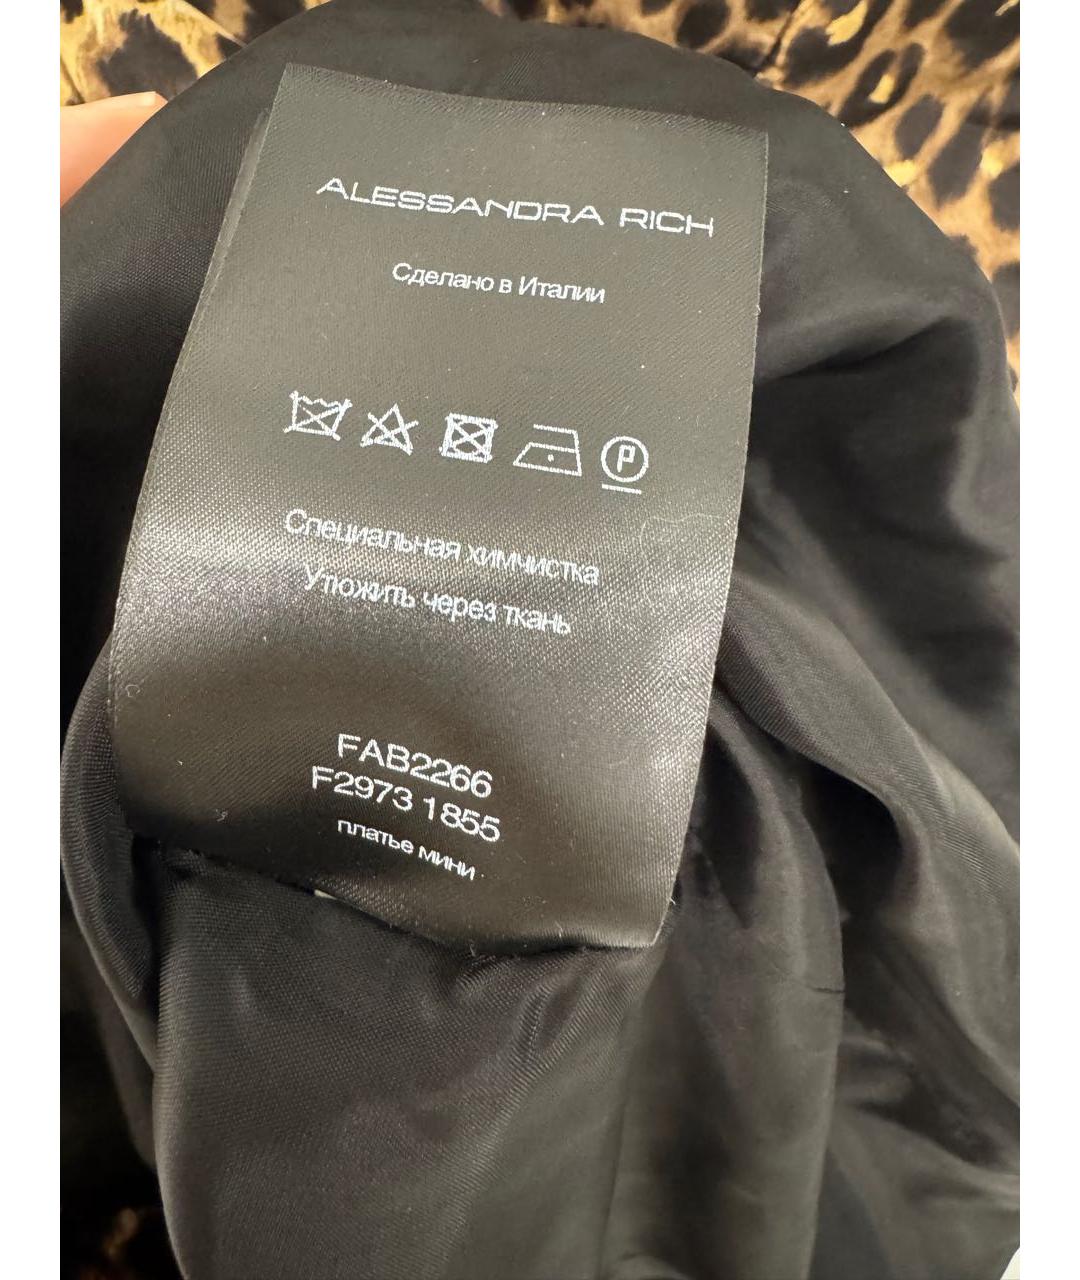 ALESSANDRA RICH
Сделано в Италии
P
Специальная химчистка
Утюжить через ткань
FAB2266
F2973 1855
платье мини